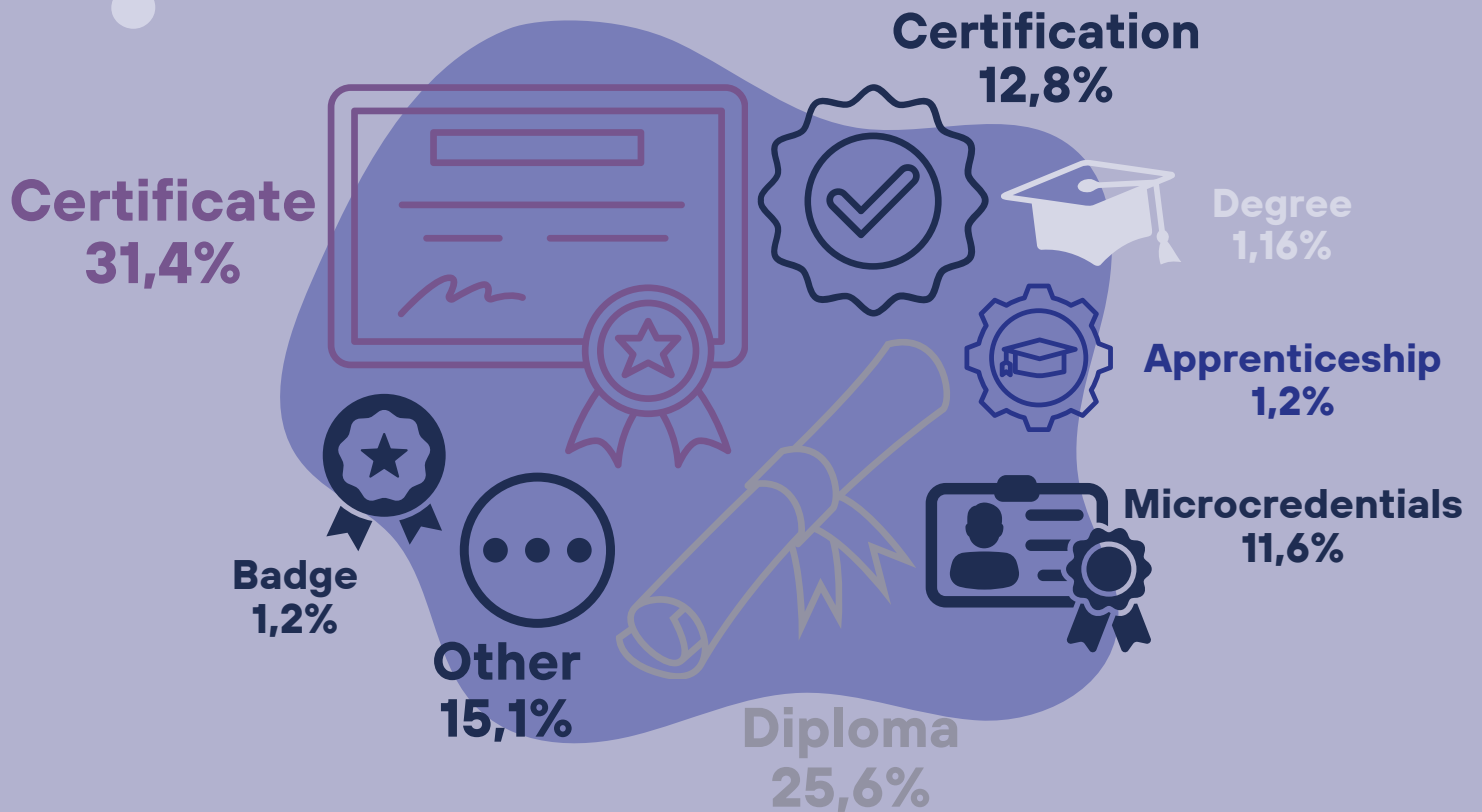 Certification
12,8%
Certificate
31,4%
Degree
1,16%
Apprenticeship
1,2%
Microcredentials
11,6%
Badge
1,2%
Other
15,1%
Diploma
25,6%